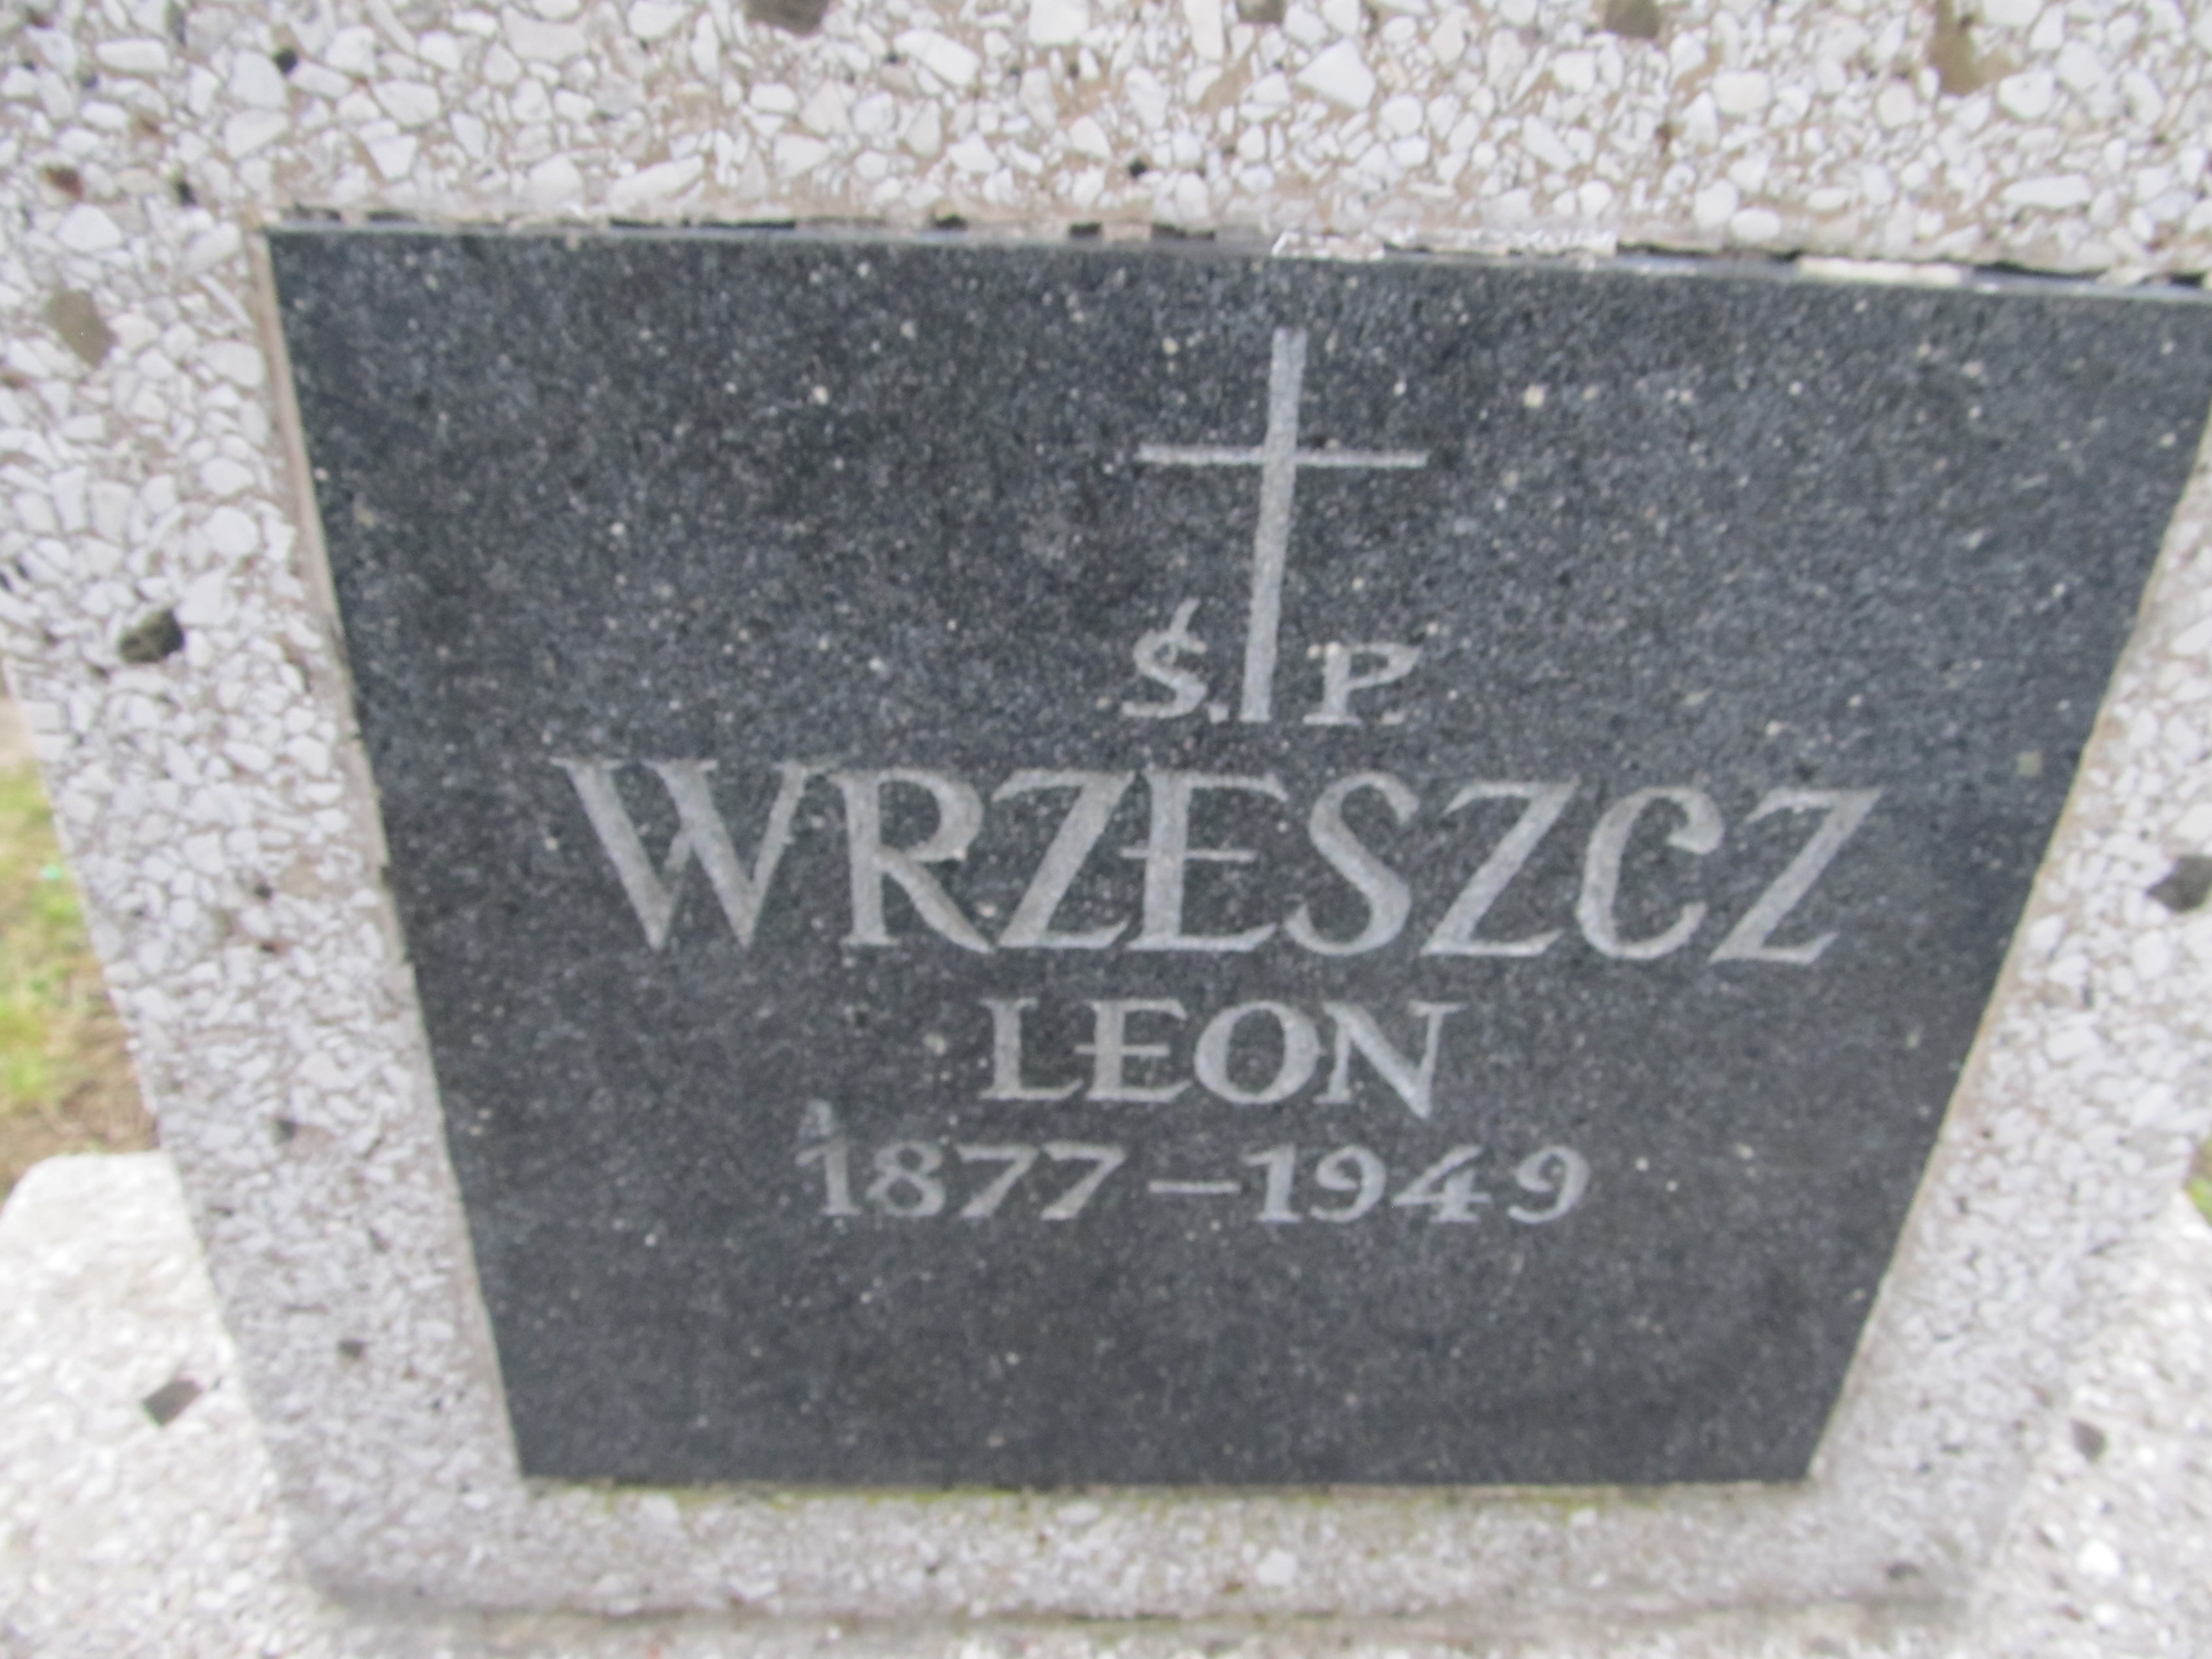 Ś. P.
WRZESZCZ
LEON
1877-1949